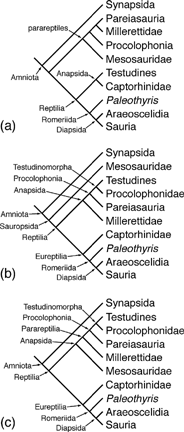 Synapsida
Pareiasauria
parareptiles
Millerettidae
Procolophonia
Mesosauridae
Amniota
Anapsida
Testudines
Captorhinidae
Reptilia
Paleothyris
Romeriida
Araeoscelidia
(a)
Diapsida
Sauria
Synapsida
Testudinomorpha
Mesosauridae
Procolophonia
Testudines
Anapsida
Procolophonidae
Pareiasauria
Amniota
Millerettidae
Sauropsida
Reptilia
Captorhinidae
Eureptilia
Paleothyris
Romeriida
Araeoscelidia
(b)
Diapsida
Sauria
Synapsida
Testudinomorpha
Testudines
Procolophonia
Procolophonidae
Parareptilia
Pareiasauria
Anapsida
Millerettidae
Amniota
Mesosauridae
Reptilia
Captorhinidae
Eureptilia
Paleothyris
Romeriida
Araeoscelidia
(c)
Diapsida
Sauria